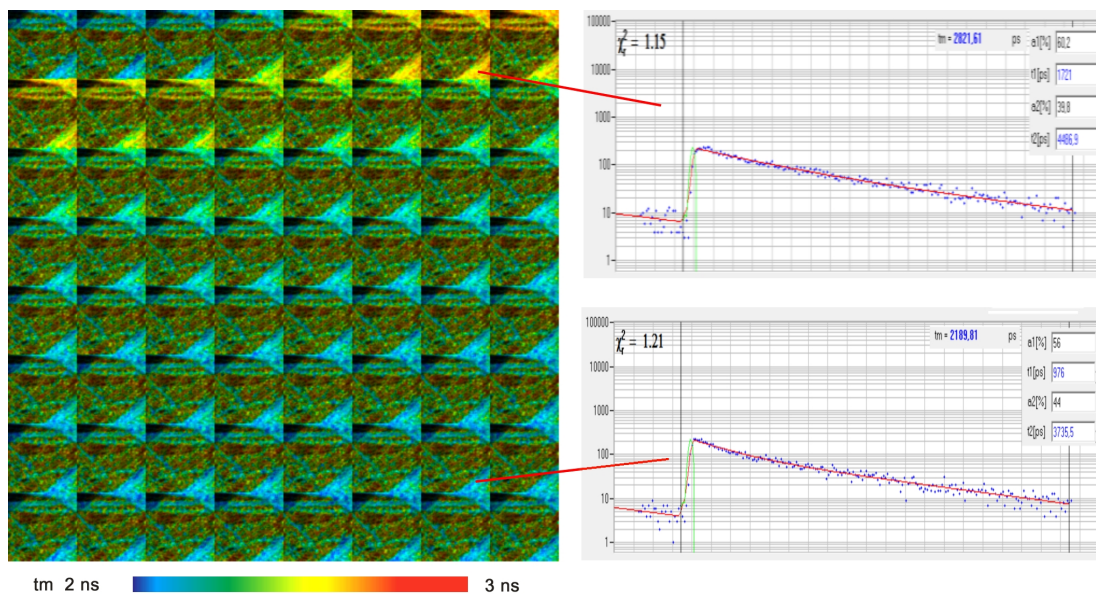 100000
10000
1000
100
10
1
χr² = 1.15
tm = 2821,61 ps
a1[%] 60,2
t1[ps] 1721
a2[%] 39,8
t2[ps] 4486,9
100000
10000
1000
100
10
1
χr² = 1.21
tm = 2189,81 ps
a1[%] 56
t1[ps] 976
a2[%] 44
t2[ps] 3735,5
tm 2 ns 3 ns